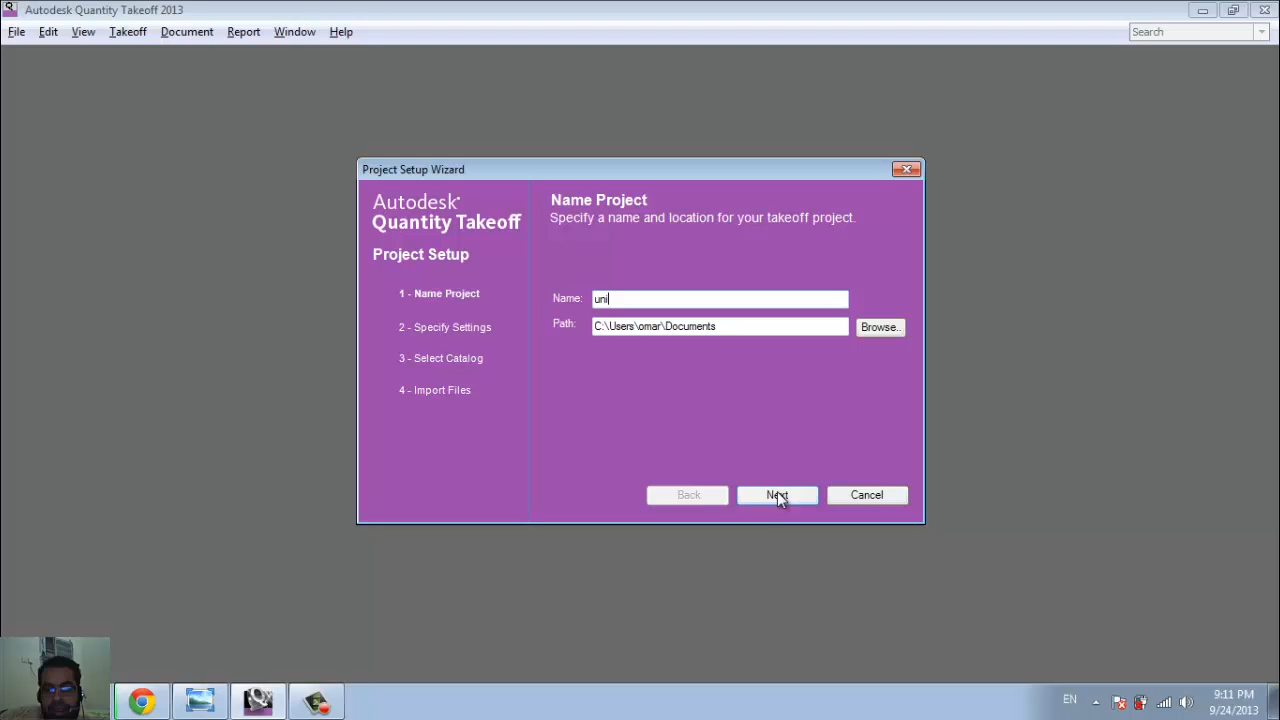 Autodesk Quantity Takeoff 2013
File Edit View Takeoff Document Report Window Help
Search
Project Setup Wizard
Autodesk
Quantity Takeoff
Project Setup
1 - Name Project
2 - Specify Settings
3 - Select Catalog
4 - Import Files
Name Project
Specify a name and location for your takeoff project.
Name: uni
Path: C:\Users\omar\Documents
Browse..
Back Next Cancel
EN
9:11 PM
9/24/2013